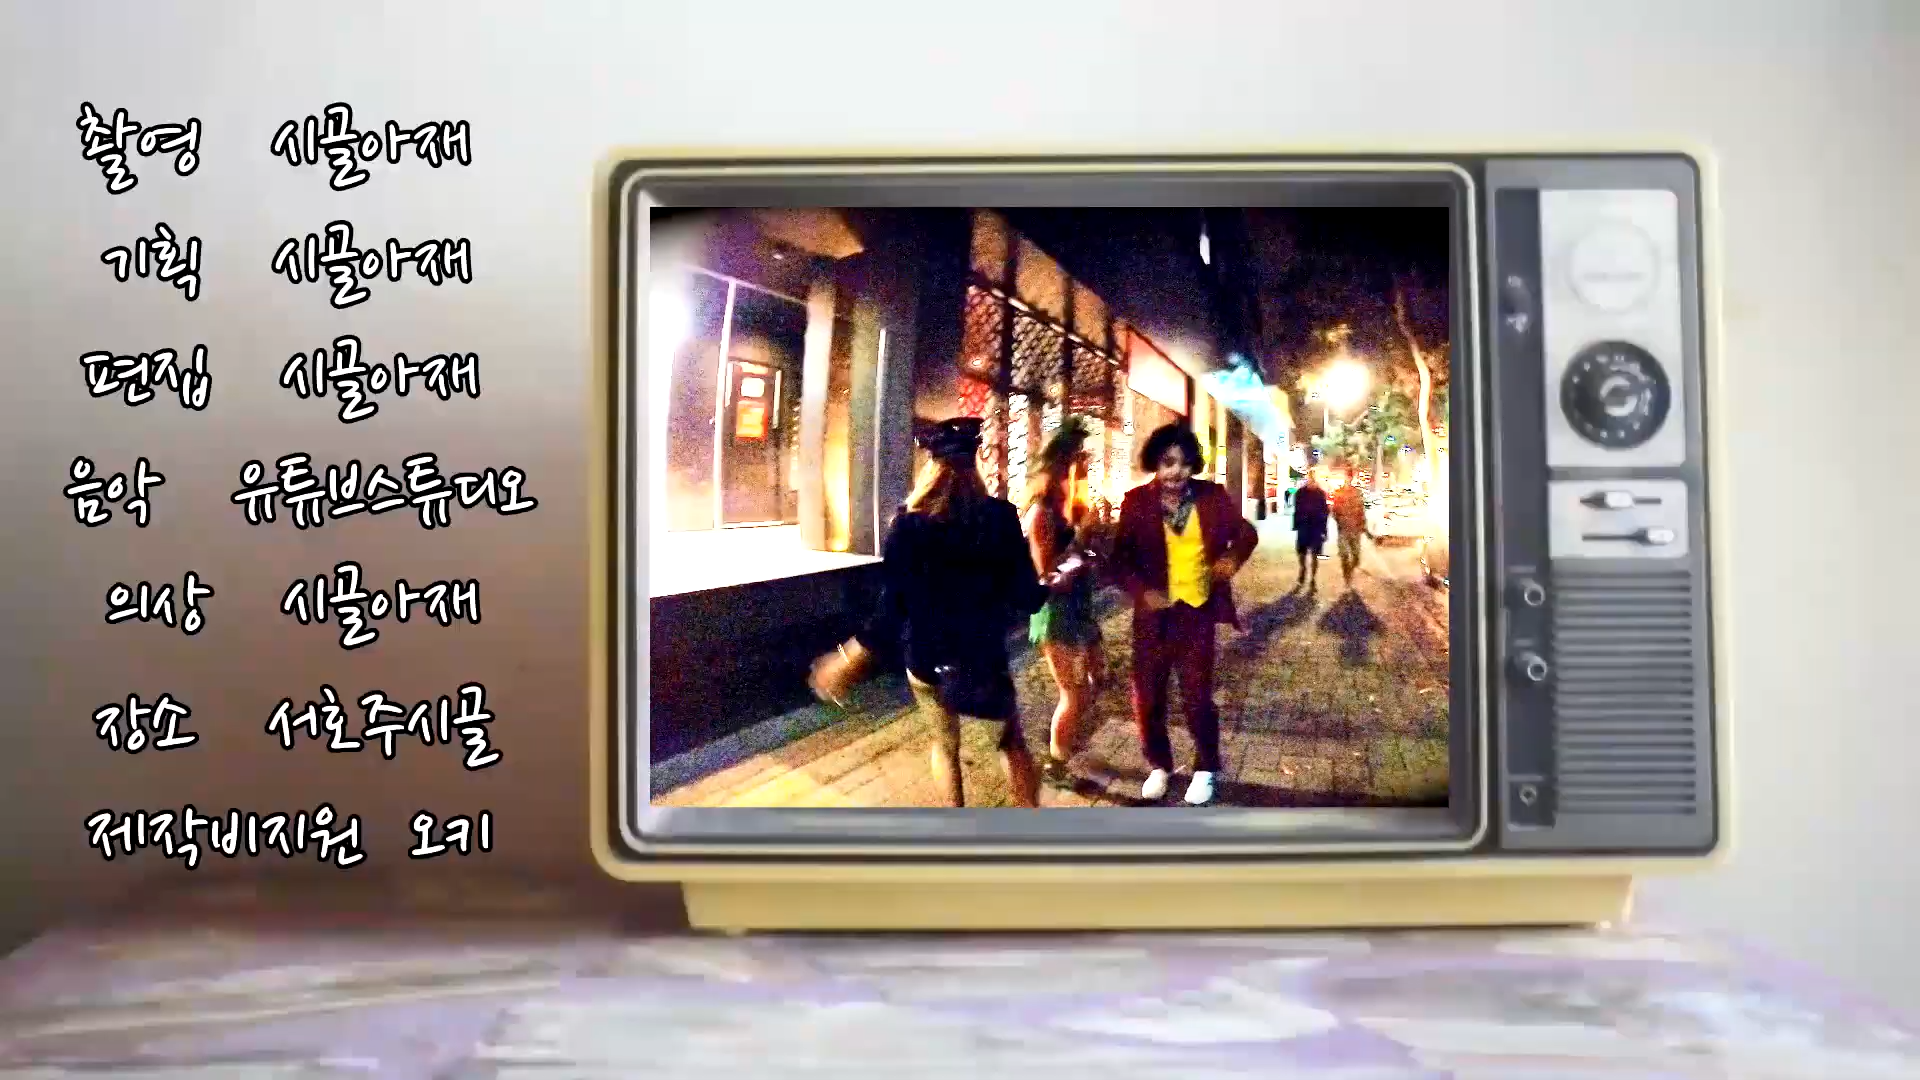 촬영 시골아재
기획 시골아재
편집 시골아재
음악 유튜브스튜디오
의상 시골아재
장소 서호주시골
제작비지원 오키